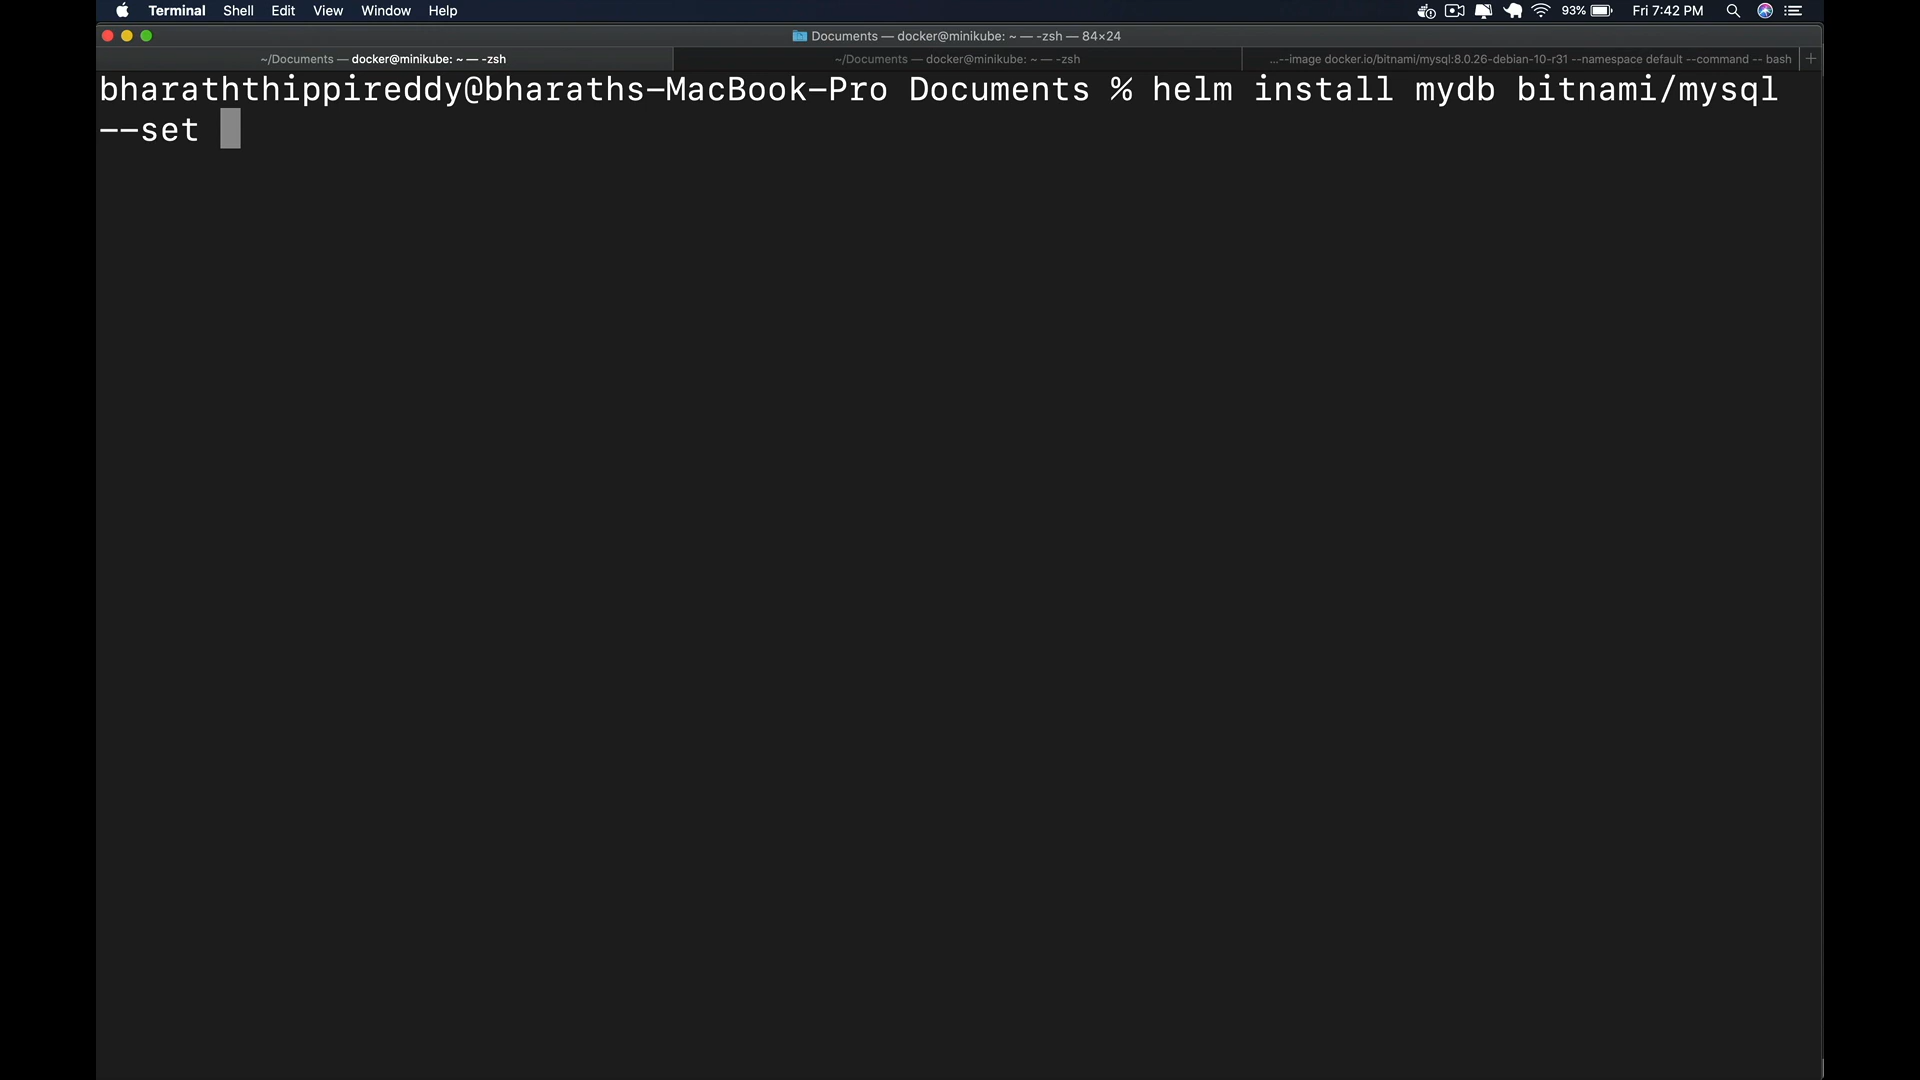 Terminal Shell Edit View Window Help 93% Fri 7:42 PM
Documents — docker@minikube: ~ — -zsh — 84×24
~/Documents — docker@minikube: ~ — -zsh ~/Documents — docker@minikube: ~ — -zsh ...--image docker.io/bitnami/mysql:8.0.26-debian-10-r31 --namespace default --command -- bash
bharaththippireddy@bharaths-MacBook-Pro Documents % helm install mydb bitnami/mysql
--set